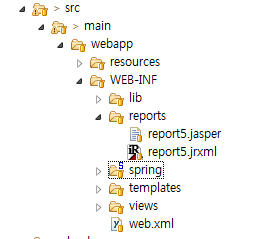 > src
> main
webapp
resources
WEB-INF
lib
reports
report5.jasper
report5.jrxml
spring
templates
views
web.xml